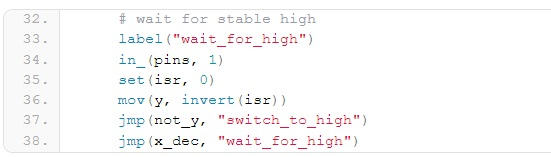 32. # wait for stable high
33. label("wait_for_high")
34. in_(pins, 1)
35. set(isr, 0)
36. mov(y, invert(isr))
37. jmp(not_y, "switch_to_high")
38. jmp(x_dec, "wait_for_high")